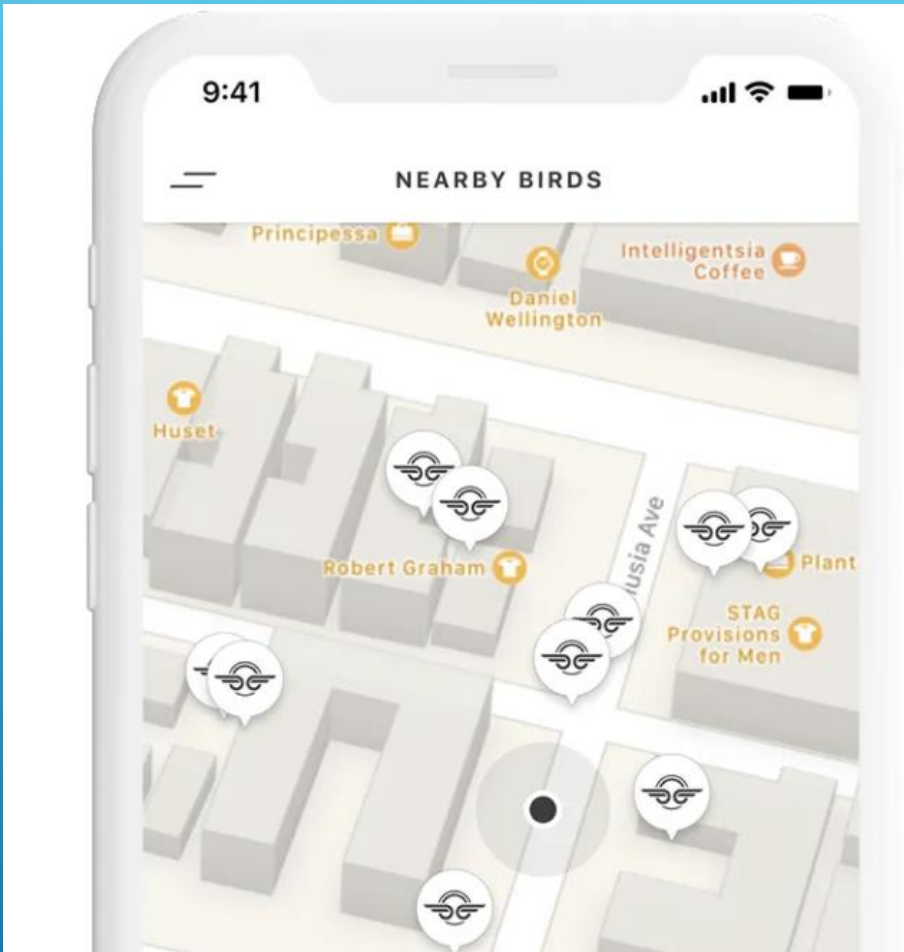 9:41
NEARBY BIRDS
Principessa
Intelligentsia
Coffee
Daniel
Wellington
Huset
Robert Graham
Plant
STAG
Provisions
for Men